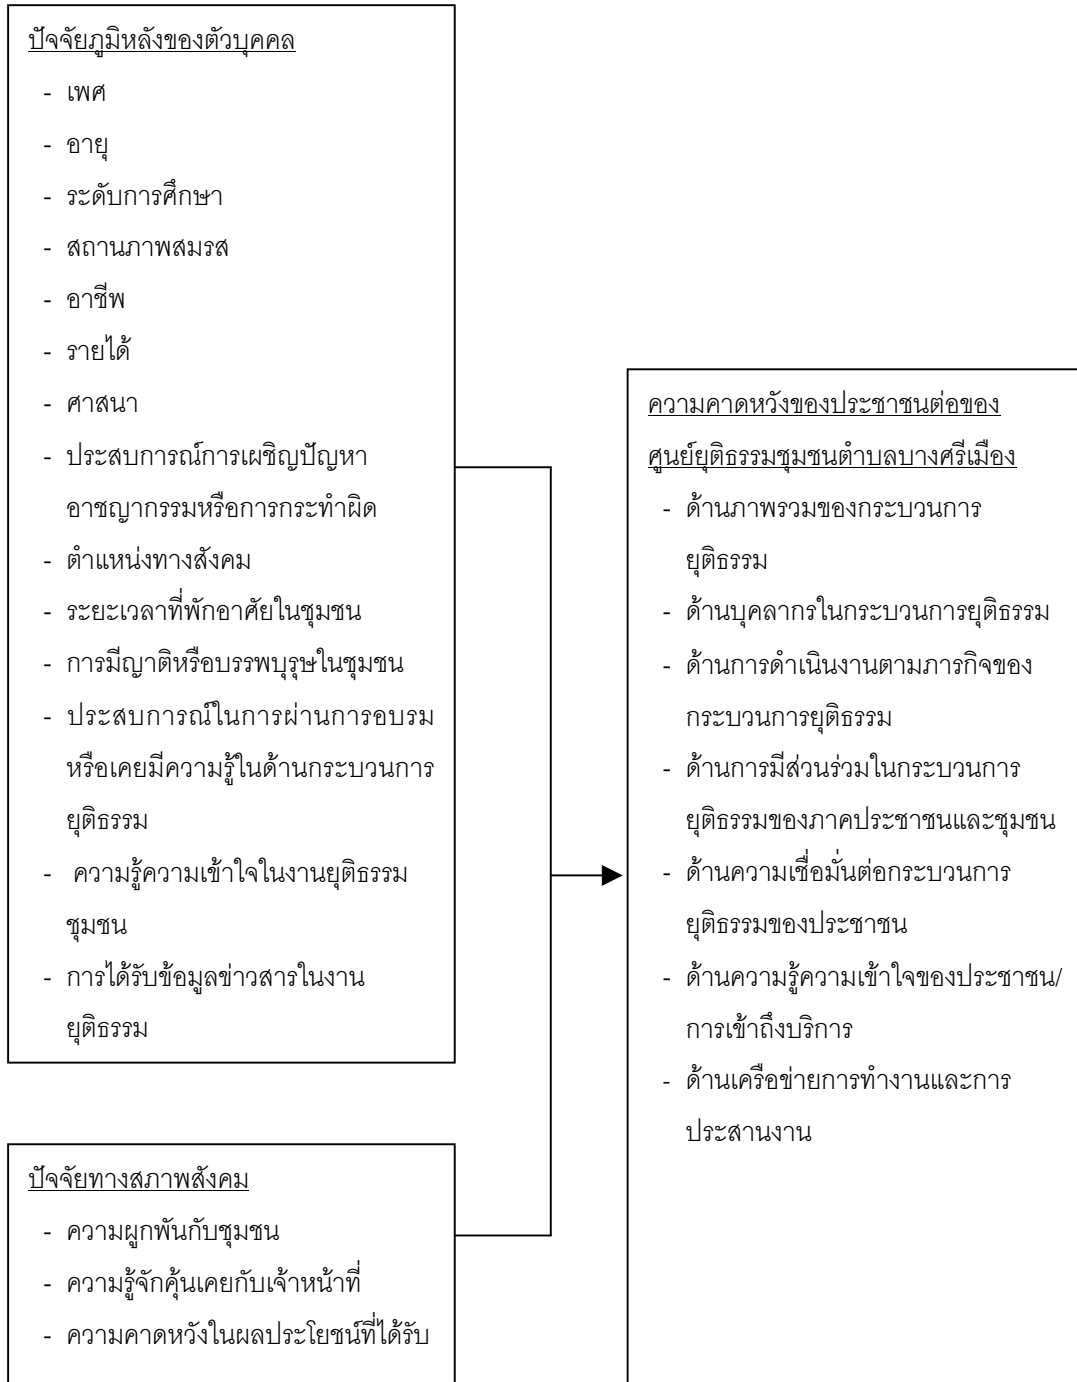 ปัจจัยภูมิหลังของตัวบุคคล
- เพศ
- อายุ
- ระดับการศึกษา
- สถานภาพสมรส
- อาชีพ
- รายได้
- ศาสนา
- ประสบการณ์การเผชิญปัญหา
อาชญากรรมหรือการกระทำผิด
- ตำแหน่งทางสังคม
- ระยะเวลาที่พักอาศัยในชุมชน
- การมีญาติหรือบรรพบุรุษในชุมชน
- ประสบการณ์ในการผ่านการอบรม
หรือเคยมีความรู้ในด้านกระบวนการ
ยุติธรรม
- ความรู้ความเข้าใจในงานยุติธรรม
ชุมชน
- การได้รับข้อมูลข่าวสารในงาน
ยุติธรรม
ปัจจัยทางสภาพสังคม
- ความผูกพันกับชุมชน
- ความรู้จักคุ้นเคยกับเจ้าหน้าที่
- ความคาดหวังในผลประโยชน์ที่ได้รับ
ความคาดหวังของประชาชนต่อของ
ศูนย์ยุติธรรมชุมชนตำบลบางศรีเมือง
- ด้านภาพรวมของกระบวนการ
ยุติธรรม
- ด้านบุคลากรในกระบวนการยุติธรรม
- ด้านการดำเนินงานตามภารกิจของ
กระบวนการยุติธรรม
- ด้านการมีส่วนร่วมในกระบวนการ
ยุติธรรมของภาคประชาชนและชุมชน
- ด้านความเชื่อมั่นต่อกระบวนการ
ยุติธรรมของประชาชน
- ด้านความรู้ความเข้าใจของประชาชน/
การเข้าถึงบริการ
- ด้านเครือข่ายการทำงานและการ
ประสานงาน